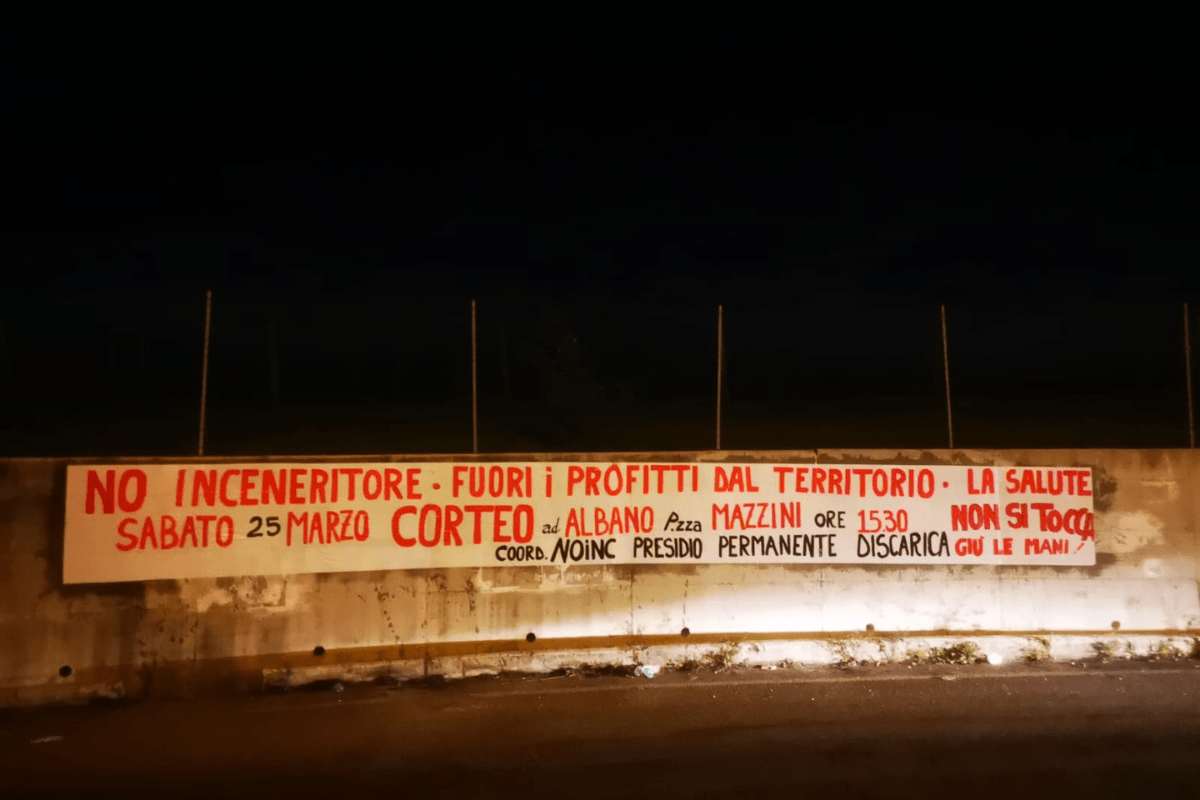 NO INCENERITORE · FUORI i PROFITTI DAL TERRITORIO · LA SALUTE
SABATO 25 MARZO CORTEO ad ALBANO P.zza MAZZINI ORE 15.30 NON SI TOCCA
COORD. NOINC PRESIDIO PERMANENTE DISCARICA GIU' LE MANI!